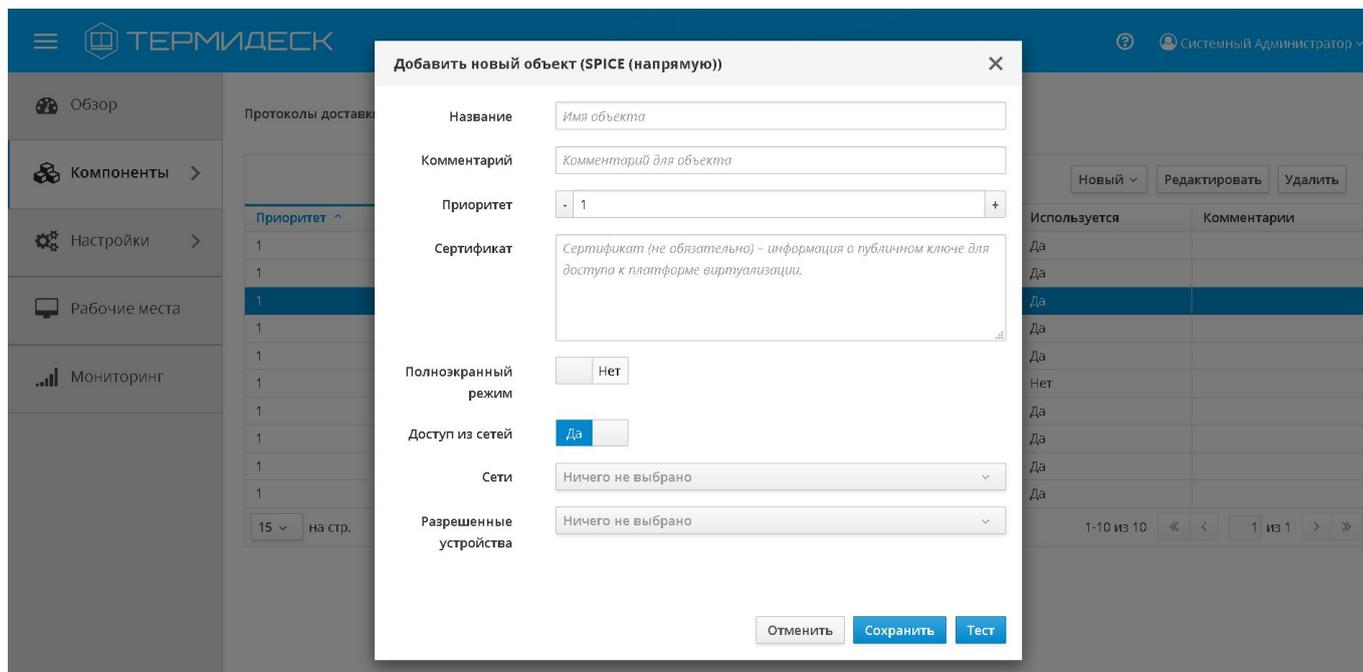 ТЕРМИДЕСК
Системный Администратор
Обзор
Компоненты
Настройки
Рабочие места
Мониторинг
Протоколы доставки
Добавить новый объект (SPICE (напрямую))
Название
Имя объекта
Комментарий
Комментарий для объекта
Приоритет
- 1 +
Сертификат
Сертификат (не обязательно) – информация о публичном ключе для
доступа к платформе виртуализации.
Полноэкранный
режим
Нет
Доступ из сетей
Да
Сети
Ничего не выбрано
Разрешенные
устройства
Ничего не выбрано
Отменить Сохранить Тест
Новый Редактировать Удалить
Приоритет Используется Комментарии
1 Да
1 Да
1 Да
1 Да
1 Да
1 Нет
1 Да
1 Да
1 Да
1 Да
15 на стр. 1-10 из 10 « < 1 из 1 > »